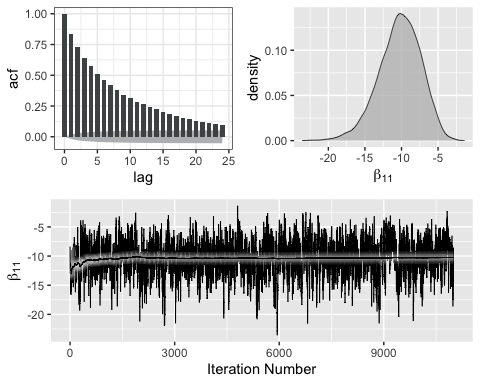 1.00
0.75
0.50
0.25
0.00
acf
0 5 10 15 20 25
lag
0.10
0.05
0.00
density
-20 -15 -10 -5
β₁₁
-5
-10
-15
-20
β₁₁
0 3000 6000 9000
Iteration Number